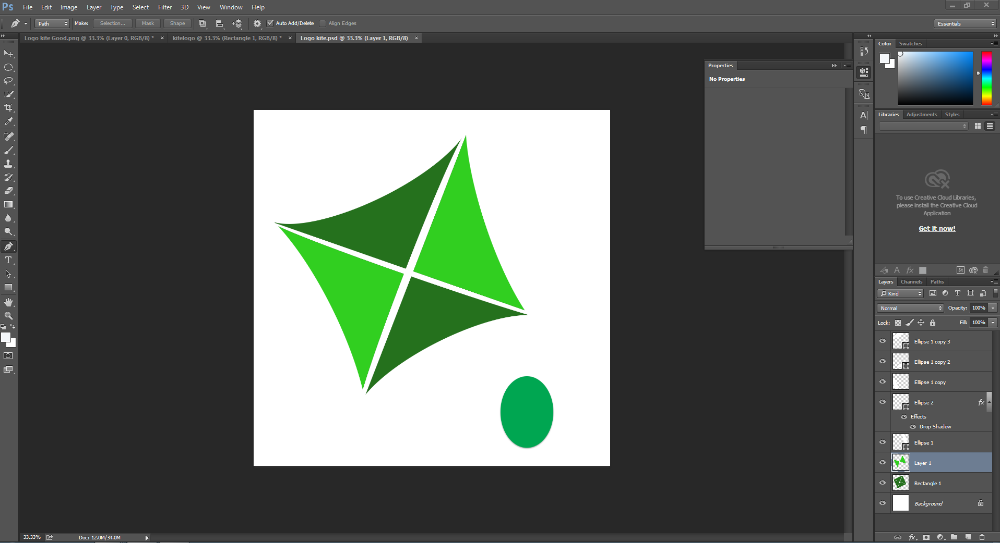 Ps File Edit Image Layer Type Select Filter 3D View Window Help
Path Make: Selection... Mask Shape Auto Add/Delete Align Edges Essentials
Logo kite Good.png @ 33.3% (Layer 0, RGB/8) * × kitelogo @ 33.3% (Rectangle 1, RGB/8) * × Logo kite.psd @ 33.3% (Layer 1, RGB/8) ×
Color Swatches
Properties
No Properties
Libraries Adjustments Styles
To use Creative Cloud Libraries,
please install the Creative Cloud
Application
Get it now!
St
Layers Channels Paths
Kind
Normal Opacity: 100%
Lock: Fill: 100%
Ellipse 1 copy 3
Ellipse 1 copy 2
Ellipse 1 copy
Ellipse 2 fx
Effects
Drop Shadow
Ellipse 1
Layer 1
Rectangle 1
Background
33.33% Doc: 12.0M/34.0M